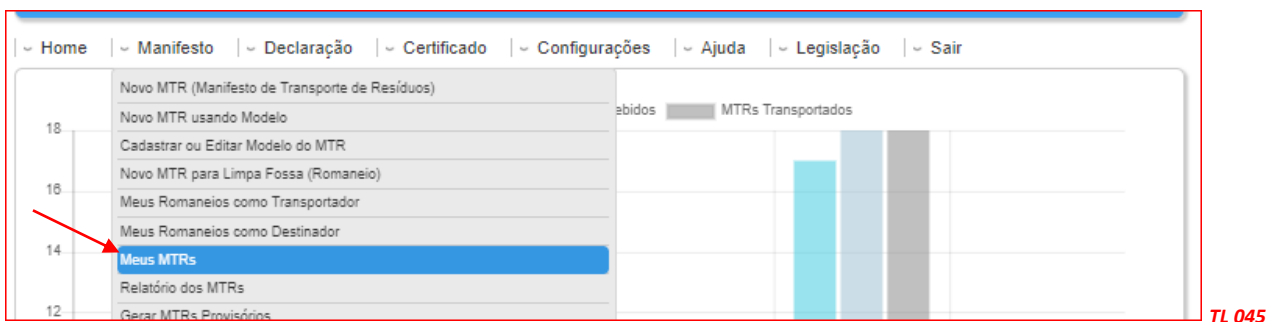 Home Manifesto Declaração Certificado Configurações Ajuda Legislação Sair
Novo MTR (Manifesto de Transporte de Resíduos)
ebidos MTRs Transportados
Novo MTR usando Modelo
18
Cadastrar ou Editar Modelo do MTR
Novo MTR para Limpa Fossa (Romaneio)
16
Meus Romaneios como Transportador
Meus Romaneios como Destinador
14
Meus MTRs
Relatório dos MTRs
12
Gerar MTRs Provisórios
TL 045